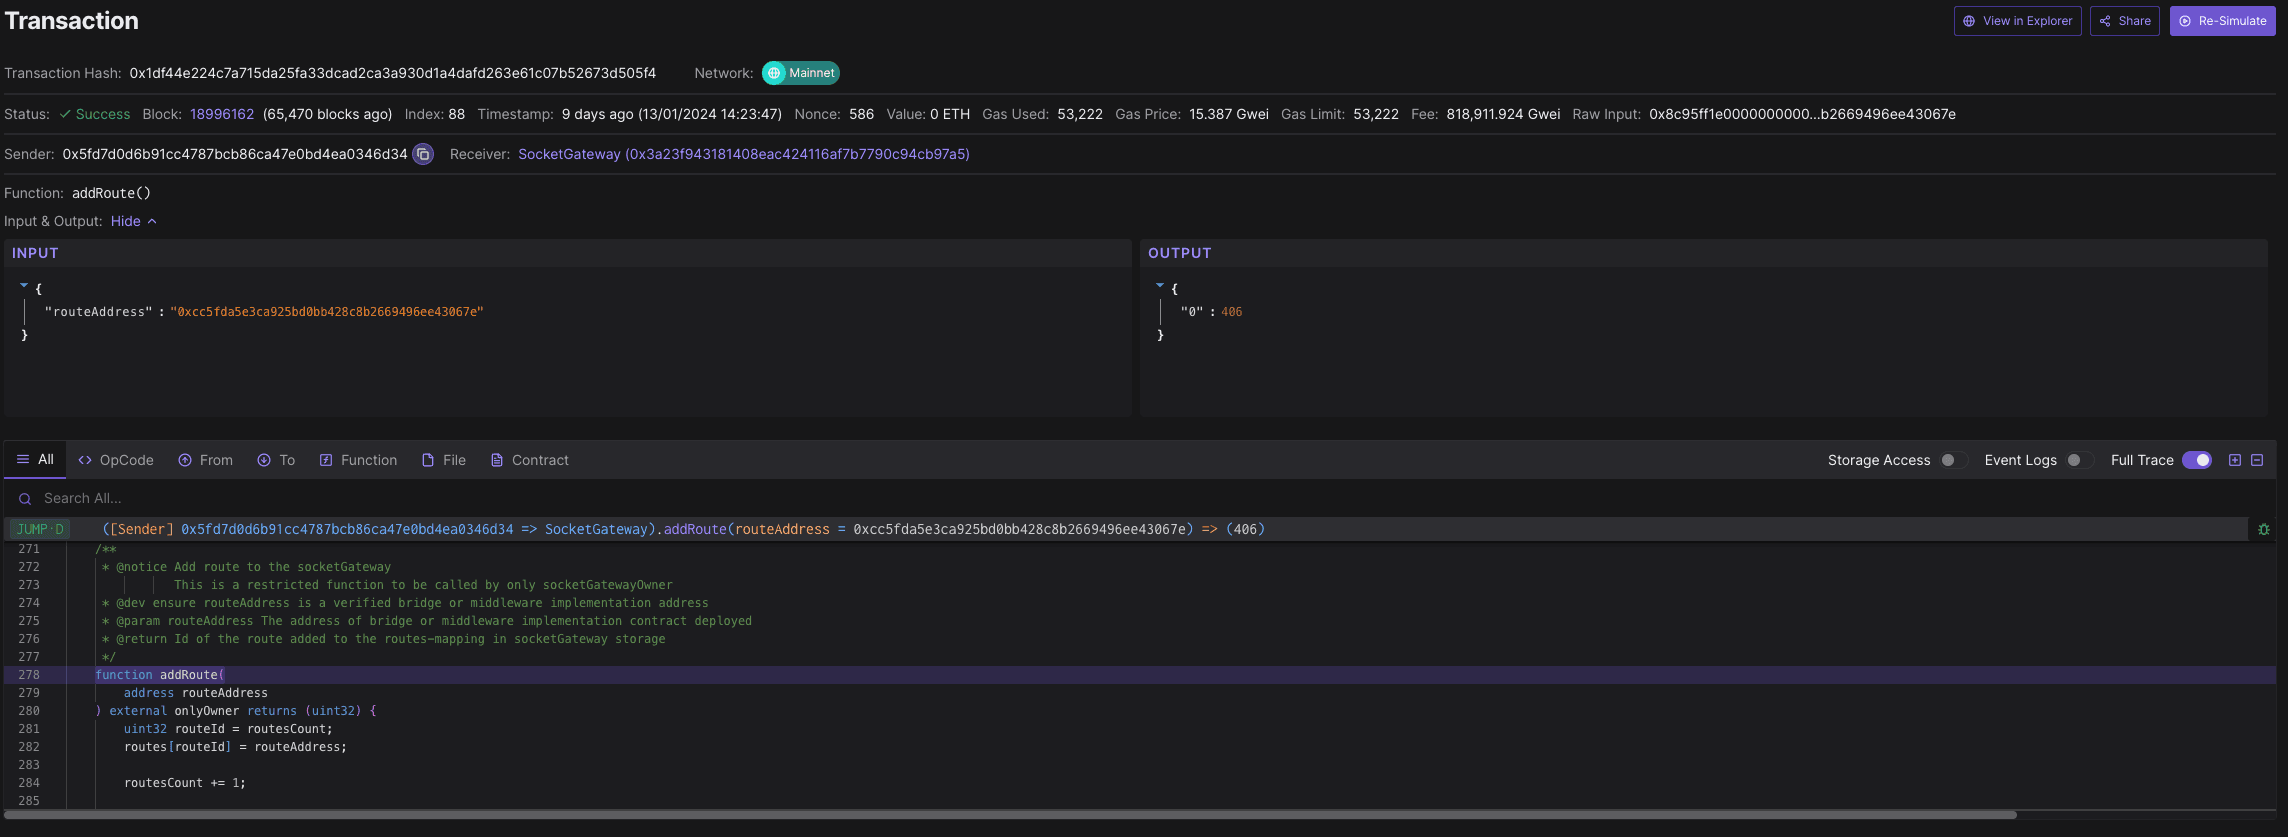 Transaction
View in Explorer
Share
Re-Simulate
Transaction Hash: 0x1df44e224c7a715da25fa33dcad2ca3a930d1a4dafd263e61c07b52673d505f4 Network: Mainnet
Status: Success Block: 18996162 (65,470 blocks ago) Index: 88 Timestamp: 9 days ago (13/01/2024 14:23:47) Nonce: 586 Value: 0 ETH Gas Used: 53,222 Gas Price: 15.387 Gwei Gas Limit: 53,222 Fee: 818,911.924 Gwei Raw Input: 0x8c95ff1e0000000000...b2669496ee43067e
Sender: 0x5fd7d0d6b91cc4787bcb86ca47e0bd4ea0346d34 Receiver: SocketGateway (0x3a23f943181408eac424116af7b7790c94cb97a5)
Function: addRoute()
Input & Output: Hide
INPUT
{
"routeAddress" : "0xcc5fda5e3ca925bd0bb428c8b2669496ee43067e"
}
OUTPUT
{
"0" : 406
}
All OpCode From To Function File Contract
Storage Access Event Logs Full Trace
Search All...
JUMP·D ([Sender] 0x5fd7d0d6b91cc4787bcb86ca47e0bd4ea0346d34 => SocketGateway).addRoute(routeAddress = 0xcc5fda5e3ca925bd0bb428c8b2669496ee43067e) => (406)
271 /**
272 * @notice Add route to the socketGateway
273 This is a restricted function to be called by only socketGatewayOwner
274 * @dev ensure routeAddress is a verified bridge or middleware implementation address
275 * @param routeAddress The address of bridge or middleware implementation contract deployed
276 * @return Id of the route added to the routes-mapping in socketGateway storage
277 */
278 function addRoute(
279 address routeAddress
280 ) external onlyOwner returns (uint32) {
281 uint32 routeId = routesCount;
282 routes[routeId] = routeAddress;
283
284 routesCount += 1;
285